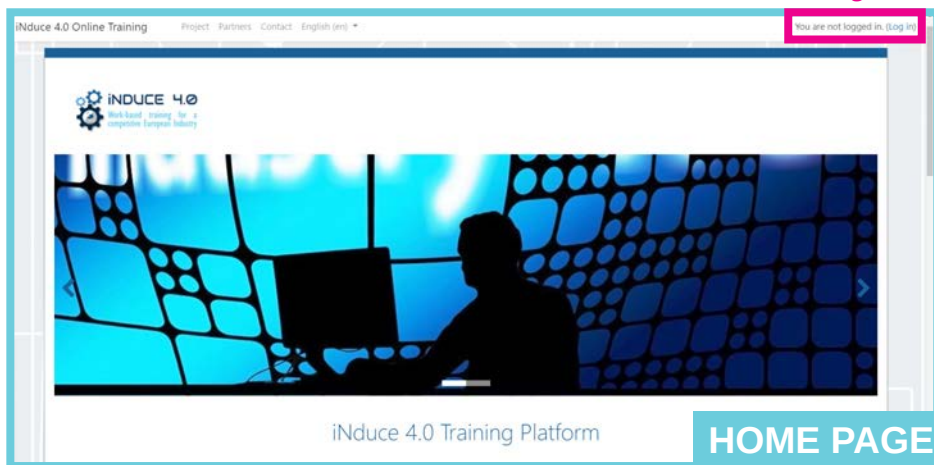 iNduce 4.0 Online Training Project Partners Contact English (en) You are not logged in. (Log in)
iNDUCE 4.0
Work-based training for a
competitive European Industry
iNduce 4.0 Training Platform
HOME PAGE